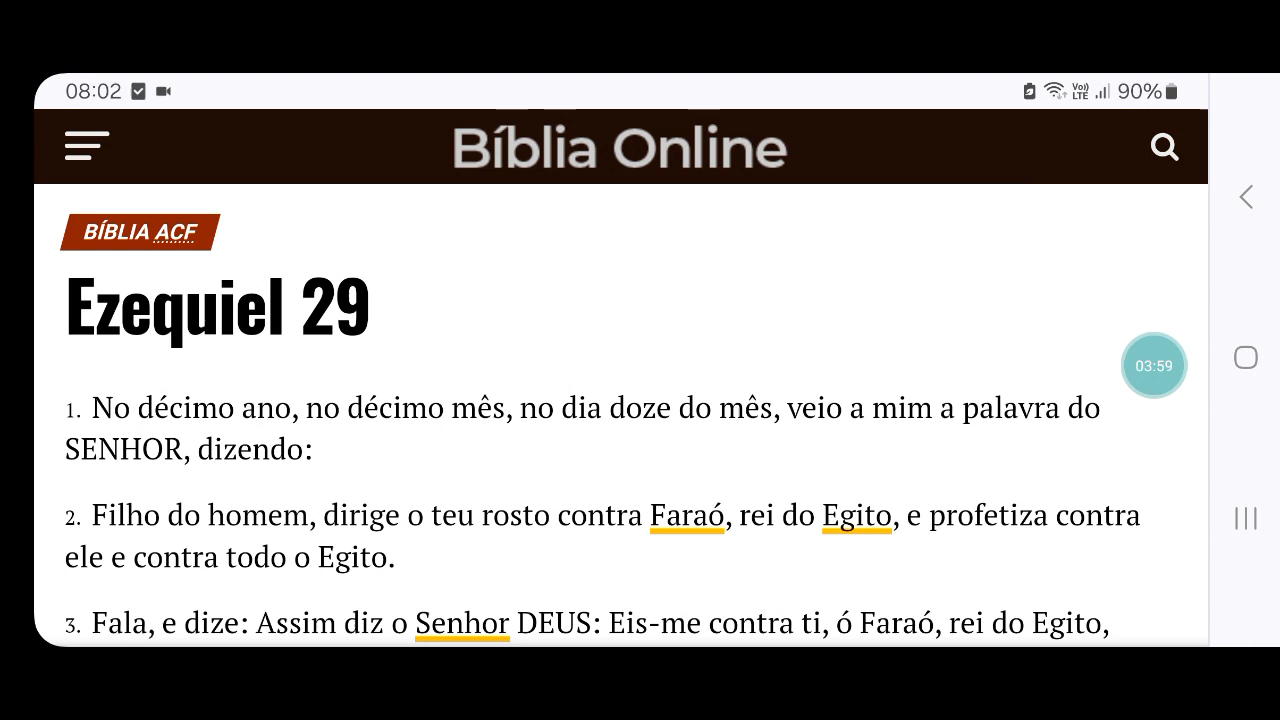 08:02
Vo)) LTE 90%
Bíblia Online
BÍBLIA ACF
Ezequiel 29
03:59
1. No décimo ano, no décimo mês, no dia doze do mês, veio a mim a palavra do
SENHOR, dizendo:
2. Filho do homem, dirige o teu rosto contra Faraó, rei do Egito, e profetiza contra
ele e contra todo o Egito.
3. Fala, e dize: Assim diz o Senhor DEUS: Eis-me contra ti, ó Faraó, rei do Egito,